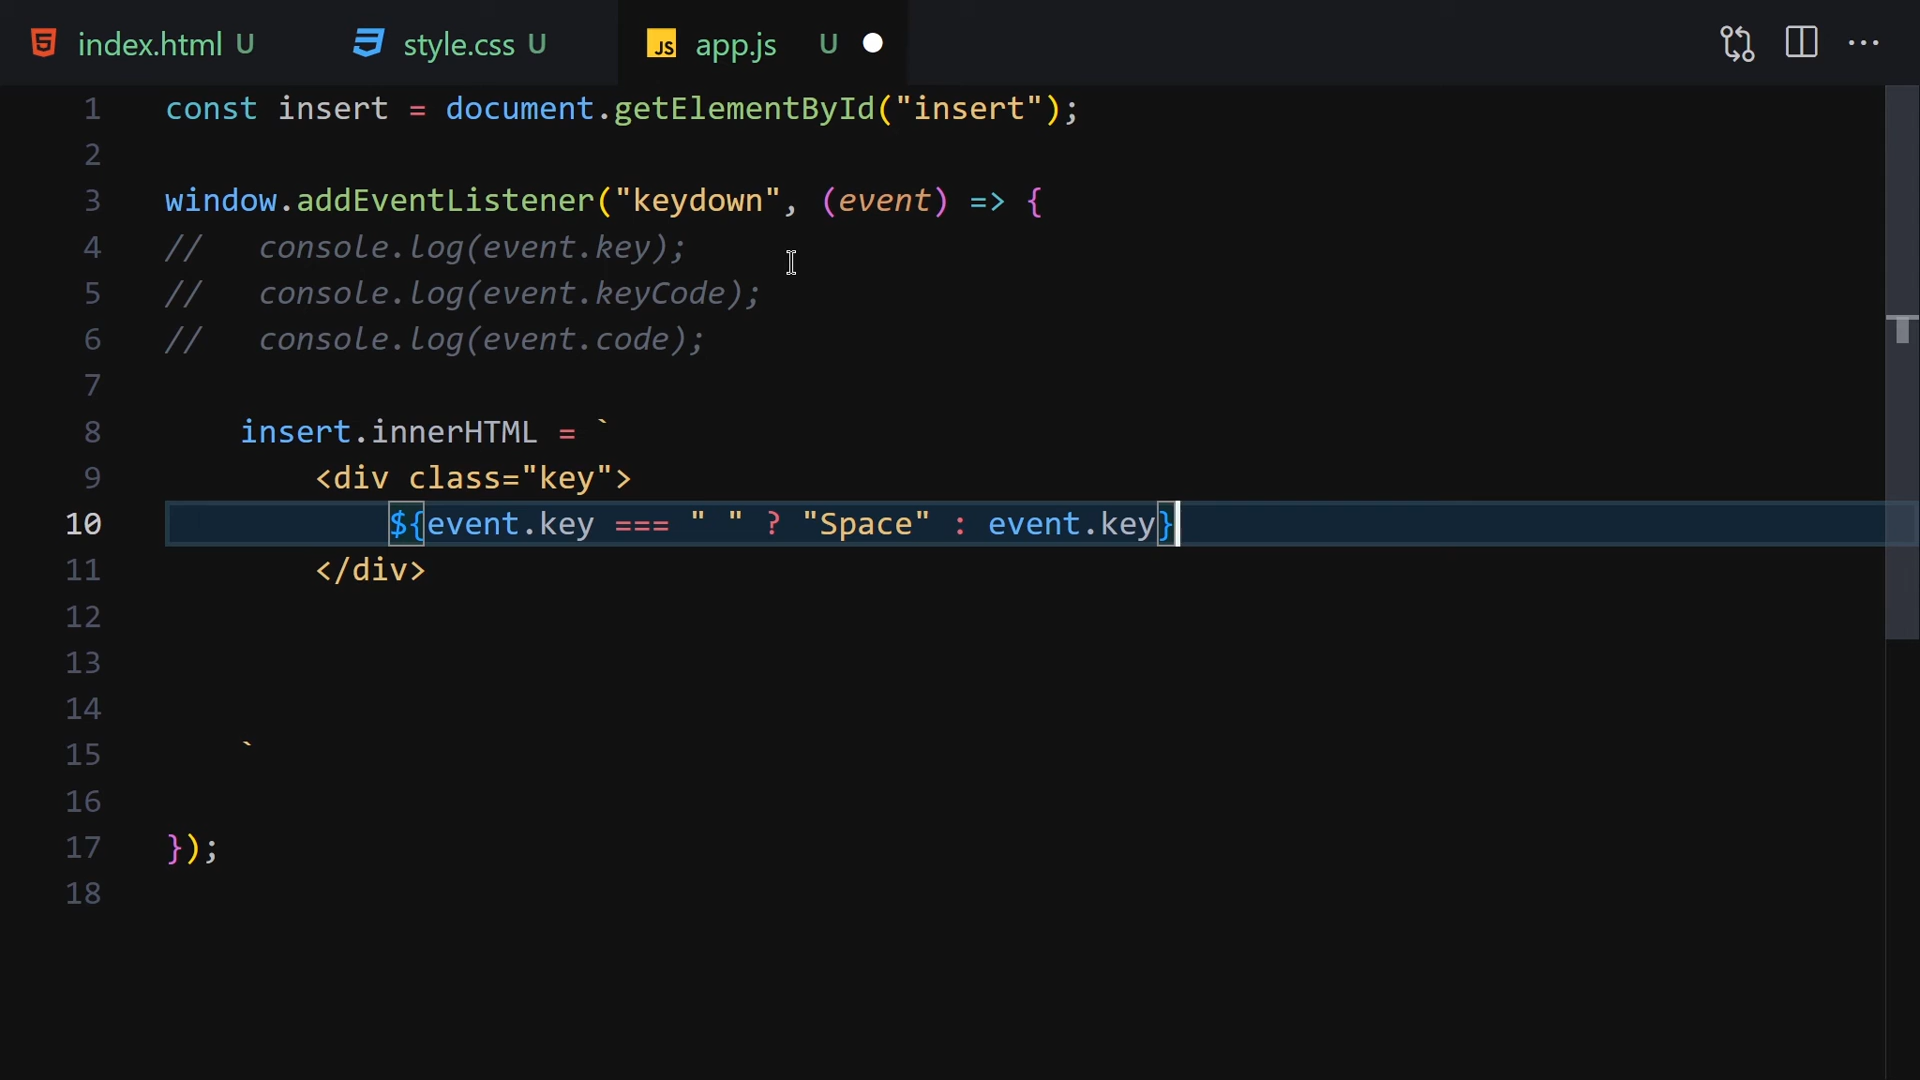 index.html U style.css U JS app.js U
1 const insert = document.getElementById("insert");
2
3 window.addEventListener("keydown", (event) => {
4 //   console.log(event.key);
5 //   console.log(event.keyCode);
6 //   console.log(event.code);
7
8     insert.innerHTML = `
9         <div class="key">
10             ${event.key === " " ? "Space" : event.key}
11         </div>
12
13
14
15     `
16
17 });
18